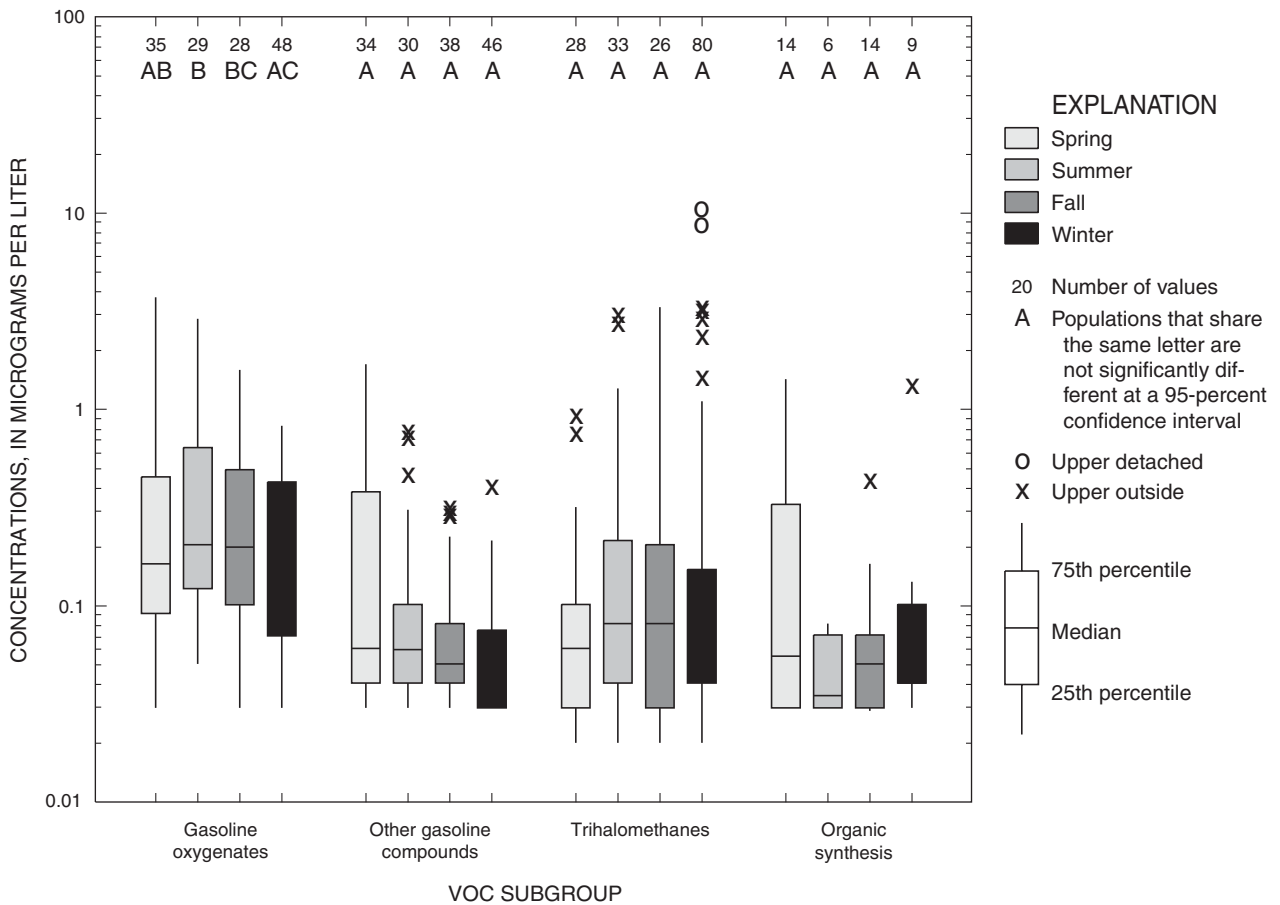 100
10
1
0.1
0.01
CONCENTRATIONS, IN MICROGRAMS PER LITER
35 29 28 48 34 30 38 46 28 33 26 80 14 6 14 9
AB B BC AC A A A A A A A A A A A A
Gasoline
oxygenates
Other gasoline
compounds
Trihalomethanes
Organic
synthesis
VOC SUBGROUP
EXPLANATION
Spring
Summer
Fall
Winter
20 Number of values
A Populations that share
the same letter are
not significantly dif-
ferent at a 95-percent
confidence interval
O Upper detached
X Upper outside
75th percentile
Median
25th percentile